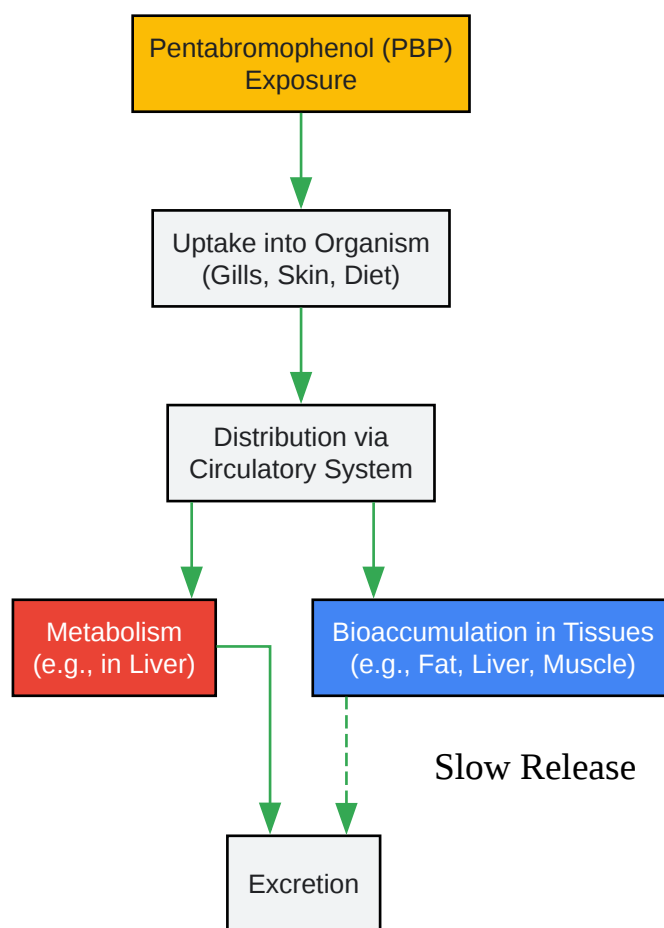 Pentabromophenol (PBP)
Exposure
Uptake into Organism
(Gills, Skin, Diet)
Distribution via
Circulatory System
Metabolism
(e.g., in Liver)
Bioaccumulation in Tissues
(e.g., Fat, Liver, Muscle)
Slow Release
Excretion